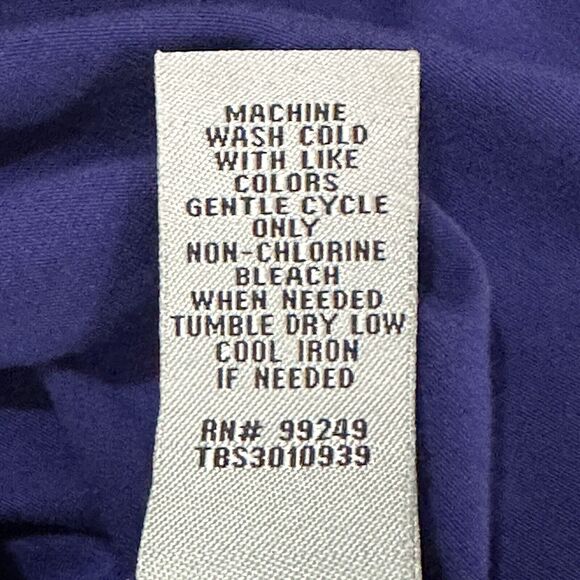 MACHINE
WASH COLD
WITH LIKE
COLORS
GENTLE CYCLE
ONLY
NON-CHLORINE
BLEACH
WHEN NEEDED
TUMBLE DRY LOW
COOL IRON
IF NEEDED
RN# 99249
TBS3010939